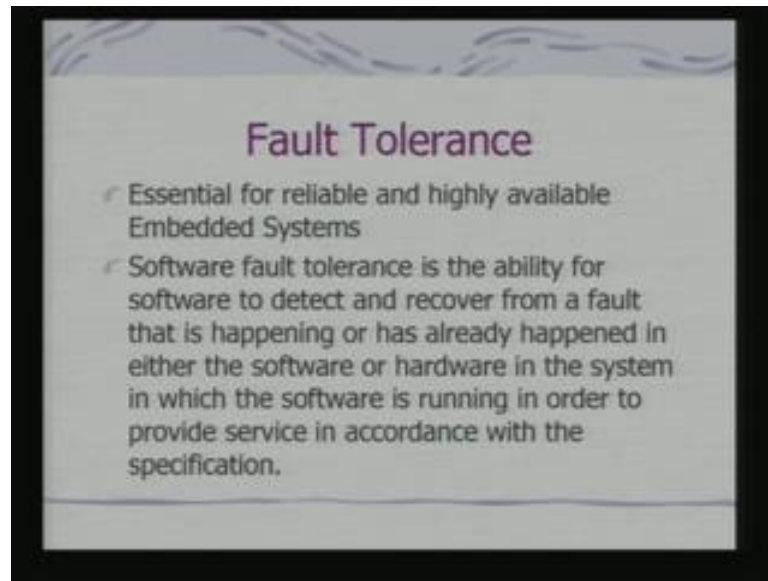 Fault Tolerance
Essential for reliable and highly available
Embedded Systems
Software fault tolerance is the ability for
software to detect and recover from a fault
that is happening or has already happened in
either the software or hardware in the system
in which the software is running in order to
provide service in accordance with the
specification.